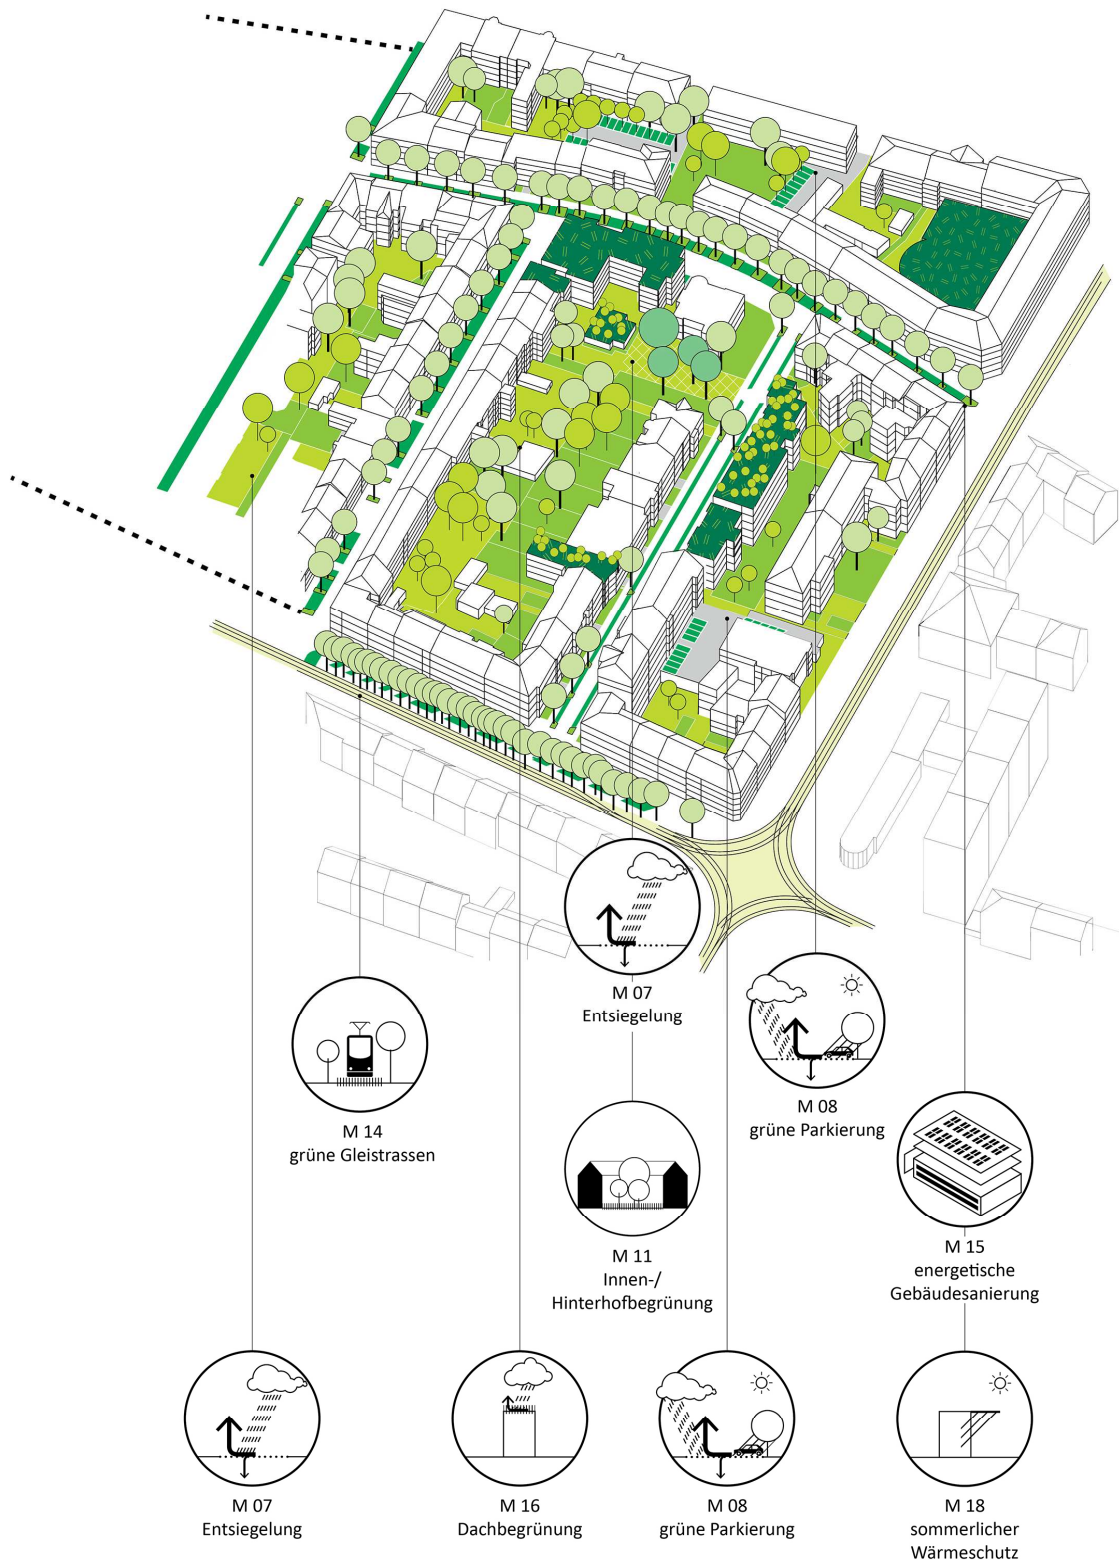 M 07
Entsiegelung
M 14
grüne Gleistrassen
M 08
grüne Parkierung
M 11
Innen-/
Hinterhofbegrünung
M 15
energetische
Gebäudesanierung
M 07
Entsiegelung
M 16
Dachbegrünung
M 08
grüne Parkierung
M 18
sommerlicher
Wärmeschutz